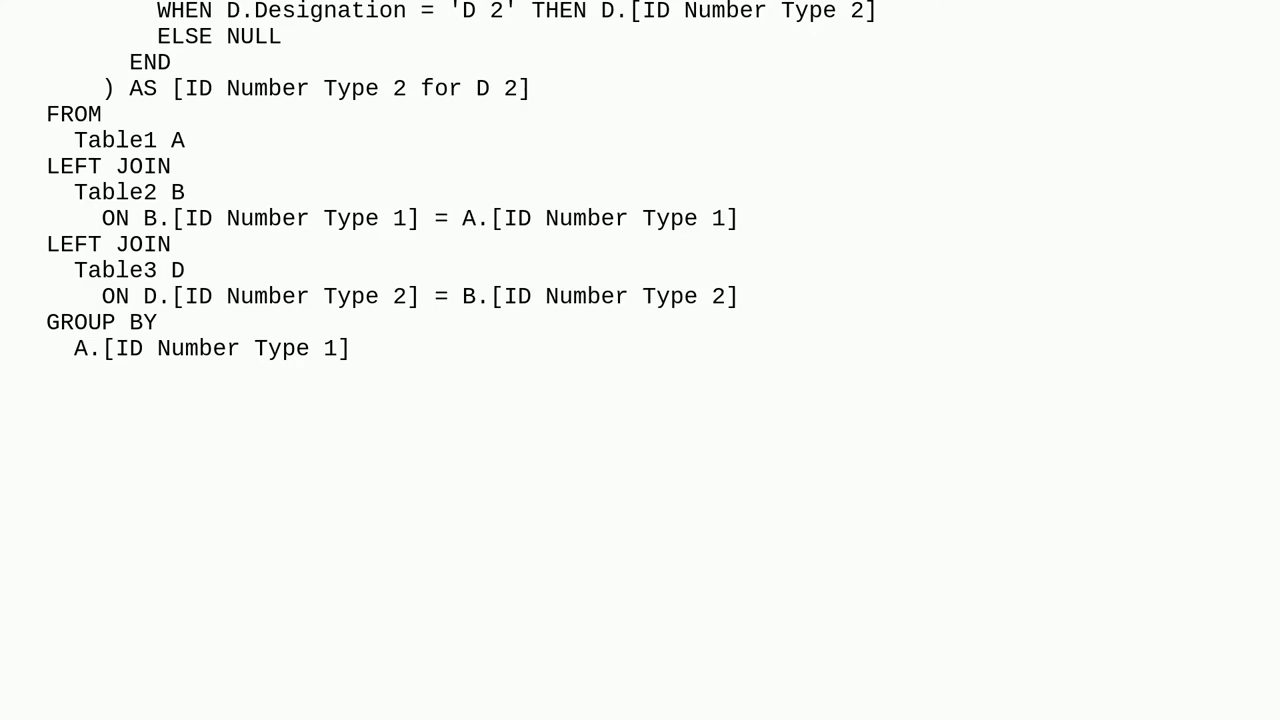 WHEN D.Designation = 'D 2' THEN D.[ID Number Type 2]
ELSE NULL
END
) AS [ID Number Type 2 for D 2]
FROM
Table1 A
LEFT JOIN
Table2 B
ON B.[ID Number Type 1] = A.[ID Number Type 1]
LEFT JOIN
Table3 D
ON D.[ID Number Type 2] = B.[ID Number Type 2]
GROUP BY
A.[ID Number Type 1]